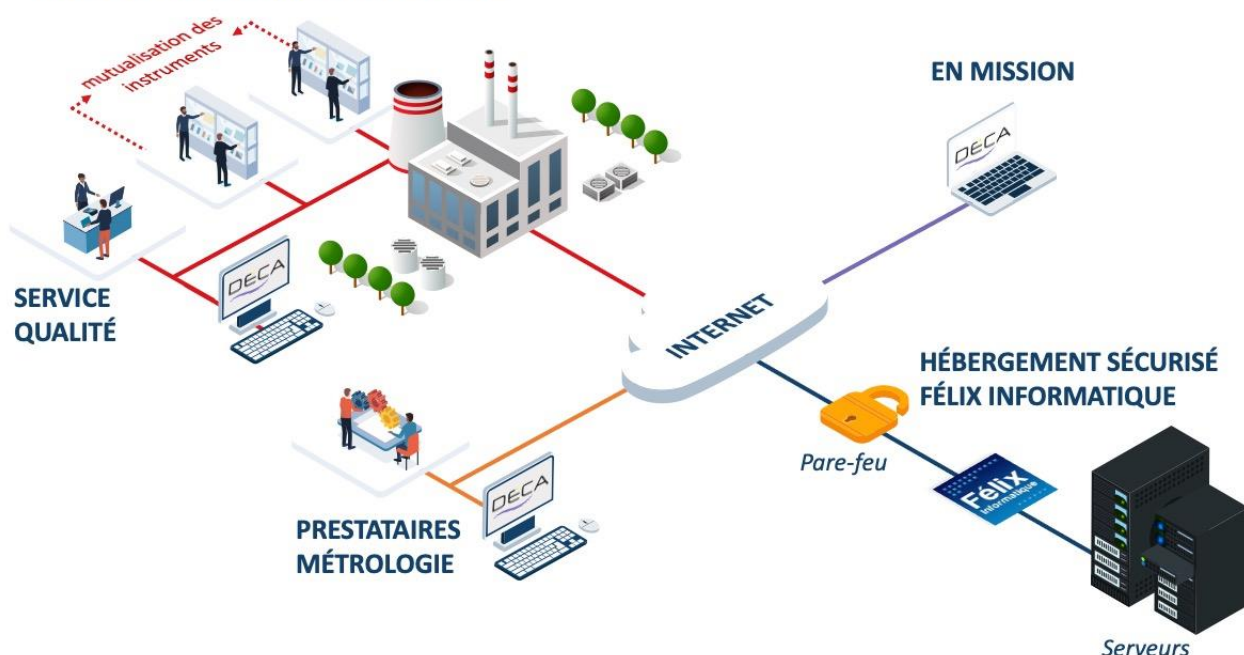 mutualisation des
instruments
EN MISSION
DECA
SERVICE
QUALITÉ
DECA
INTERNET
HÉBERGEMENT SÉCURISÉ
FÉLIX INFORMATIQUE
Pare-feu
Félix
Informatique
PRESTATAIRES
MÉTROLOGIE
DECA
Serveurs